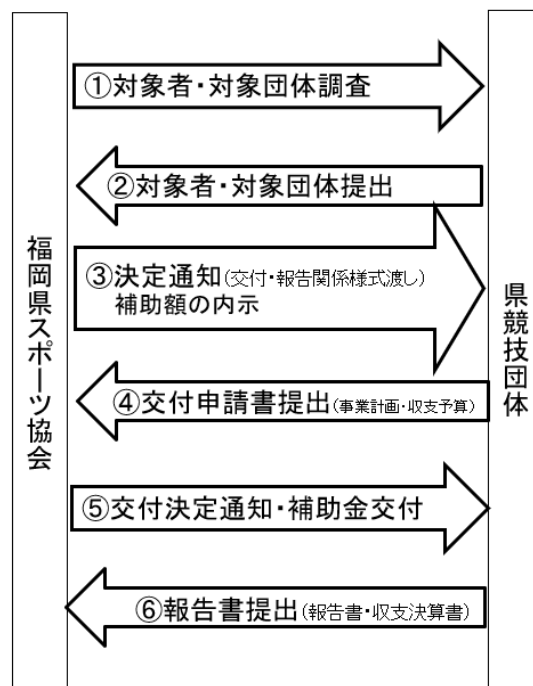 福岡県スポーツ協会
①対象者・対象団体調査
②対象者・対象団体提出
③決定通知(交付・報告関係様式渡し)
補助額の内示
④交付申請書提出(事業計画・収支予算)
⑤交付決定通知・補助金交付
⑥報告書提出(報告書・収支決算書)
県競技団体